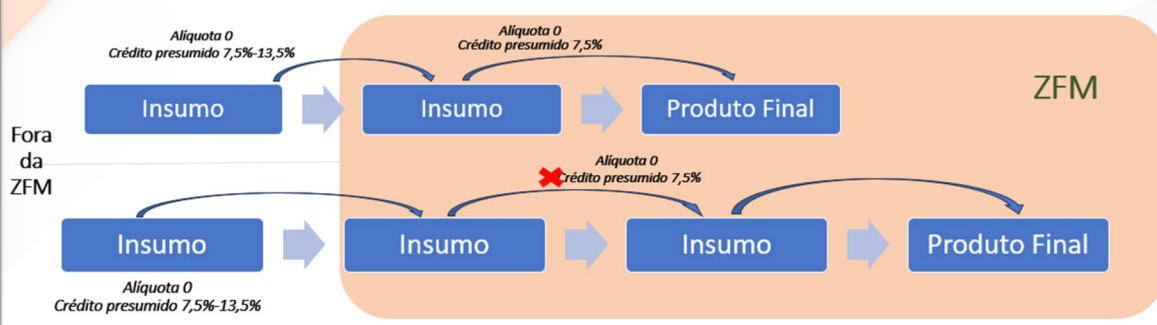 Alíquota 0
Crédito presumido 7,5%-13,5%
Alíquota 0
Crédito presumido 7,5%
ZFM
Insumo
Insumo
Produto Final
Fora
da
ZFM
Alíquota 0
Crédito presumido 7,5%
Insumo
Insumo
Insumo
Produto Final
Alíquota 0
Crédito presumido 7,5%-13,5%